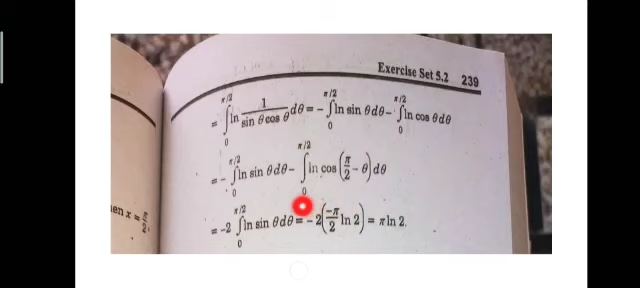 Exercise Set 5.2 239
= ∫₀^{π/2} ln 1/(sin θ cos θ) dθ = - ∫₀^{π/2} ln sin θ dθ - ∫₀^{π/2} ln cos θ dθ
= - ∫₀^{π/2} ln sin θ dθ - ∫₀^{π/2} ln cos (π/2 - θ) dθ
= -2 ∫₀^{π/2} ln sin θ dθ = - 2(-π/2 ln 2) = π ln 2.